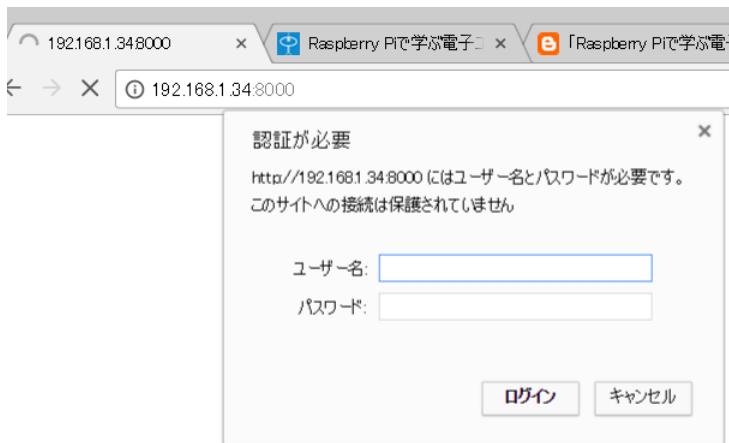 192.168.1.34:8000
Raspberry Piで学ぶ電子工
「Raspberry Piで学ぶ電
192.168.1.34:8000
認証が必要
http://192.168.1.34:8000 にはユーザー名とパスワードが必要です。
このサイトへの接続は保護されていません
ユーザー名:
パスワード:
ログイン キャンセル